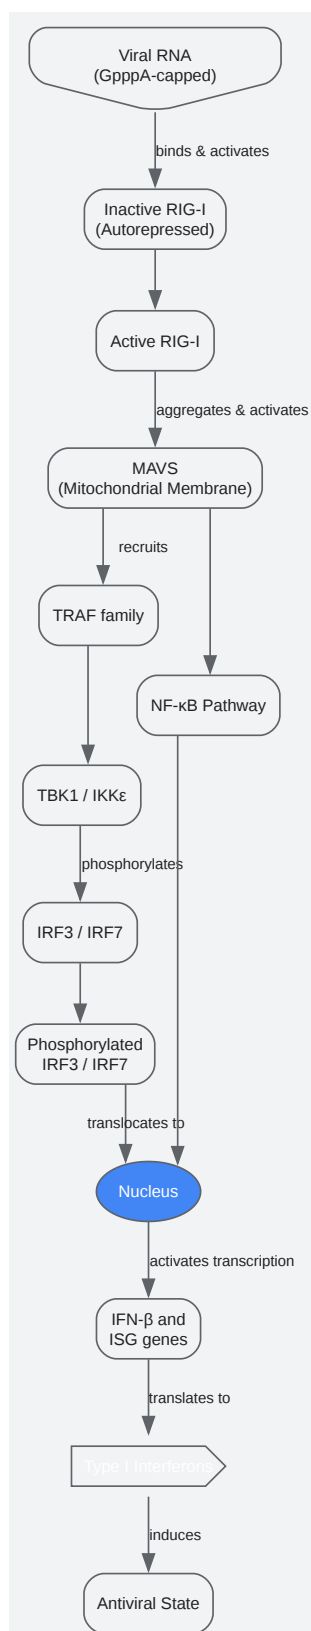 Viral RNA
(GpppA-capped)
binds & activates
Inactive RIG-I
(Autorepressed)
Active RIG-I
aggregates & activates
MAVS
(Mitochondrial Membrane)
recruits
TRAF family
NF-κB Pathway
TBK1 / IKKε
phosphorylates
IRF3 / IRF7
Phosphorylated
IRF3 / IRF7
translocates to
Nucleus
activates transcription
IFN-β and
ISG genes
translates to
Type I Interferons
induces
Antiviral State